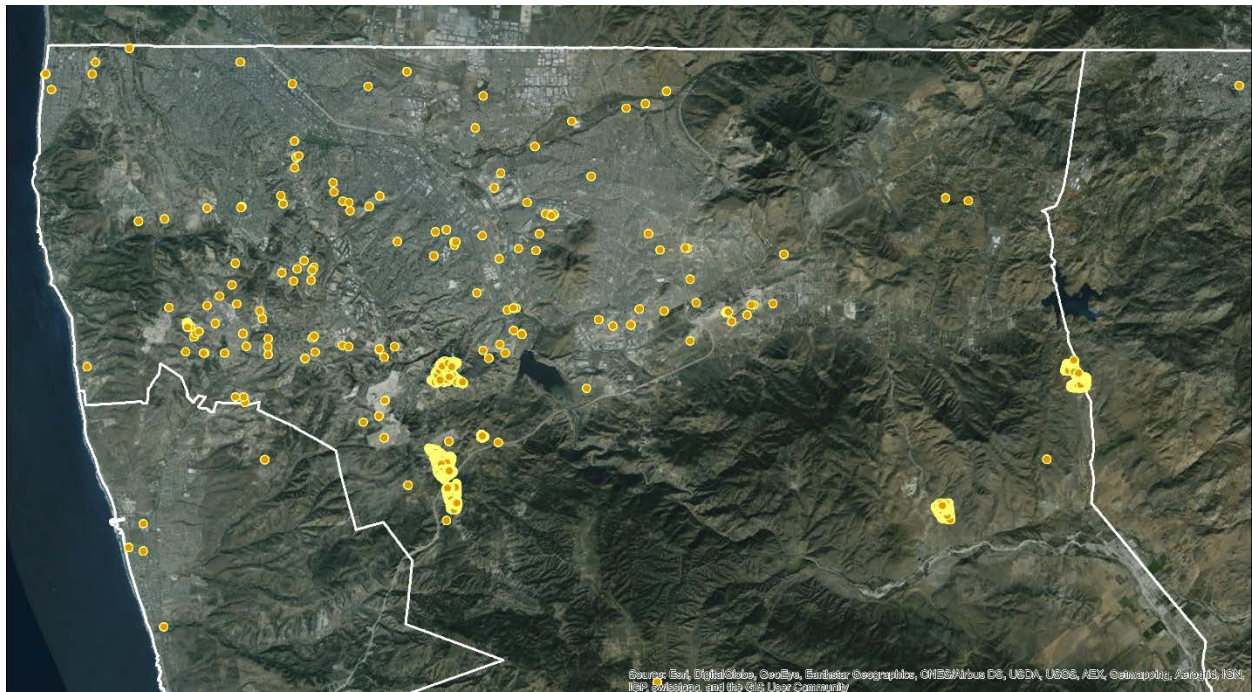 Source: Esri, DigitalGlobe, GeoEye, Earthstar Geographics, CNES/Airbus DS, USDA, USGS, AEX, Getmapping, Aerogrid, IGN,
IGP, swisstopo, and the GIS User Community